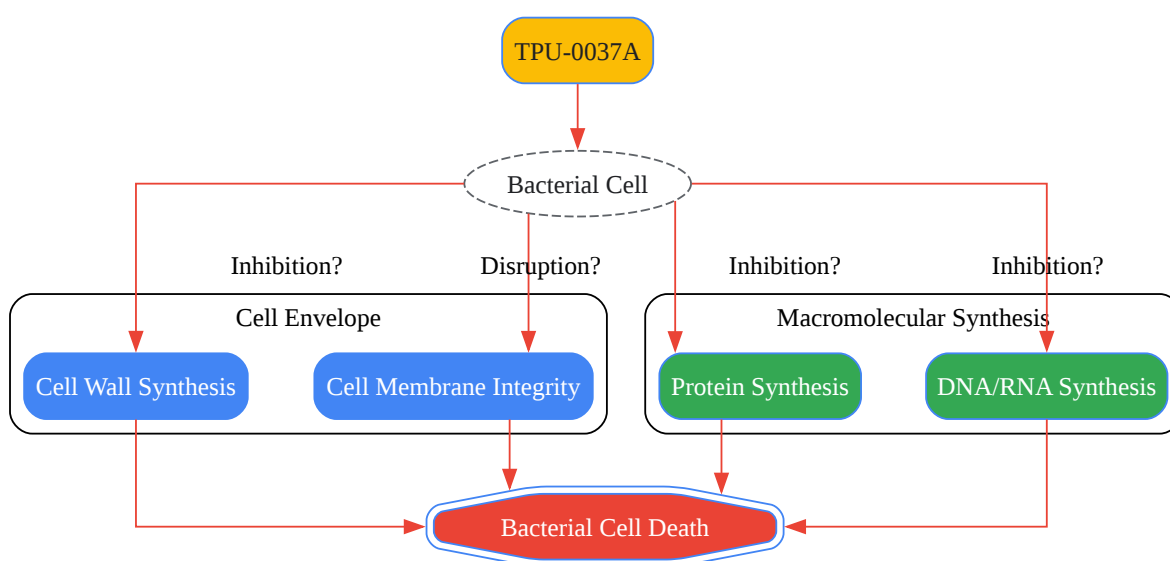 TPU-0037A
Bacterial Cell
Inhibition?
Disruption?
Inhibition?
Inhibition?
Cell Envelope
Macromolecular Synthesis
Cell Wall Synthesis
Cell Membrane Integrity
Protein Synthesis
DNA/RNA Synthesis
Bacterial Cell Death